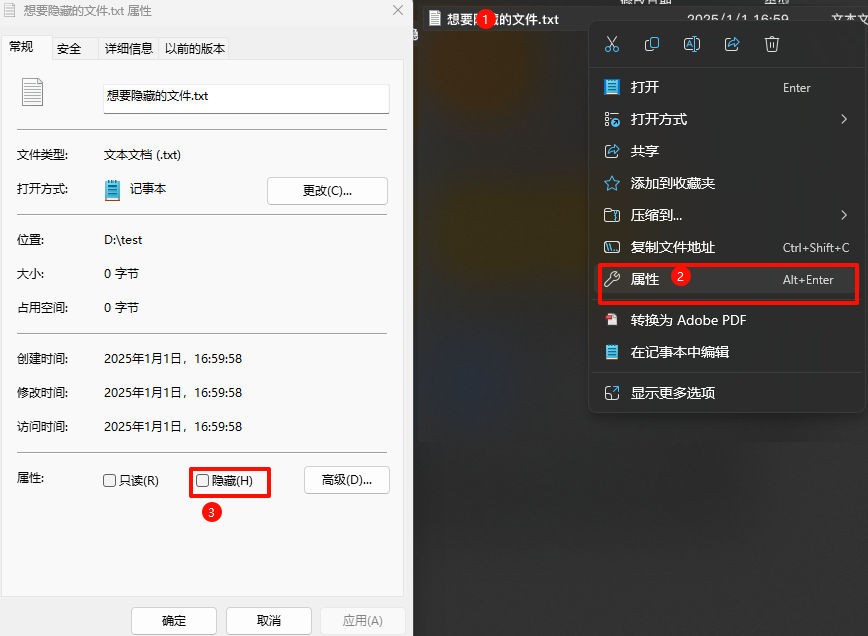 想要隐藏的文件.txt 属性
常规 安全 详细信息 以前的版本
想要隐藏的文件.txt
文件类型: 文本文档 (.txt)
打开方式: 记事本 更改(C)...
位置: D:\test
大小: 0 字节
占用空间: 0 字节
创建时间: 2025年1月1日，16:59:58
修改时间: 2025年1月1日，16:59:58
访问时间: 2025年1月1日，16:59:58
属性: 只读(R) 隐藏(H) 高级(D)...
3
确定 取消 应用(A)
修改日期 类型
想要隐 1 的文件.txt 2025/1/1 16:59 文本文
打开 Enter
打开方式
共享
添加到收藏夹
压缩到...
复制文件地址 Ctrl+Shift+C
属性 2 Alt+Enter
转换为 Adobe PDF
在记事本中编辑
显示更多选项